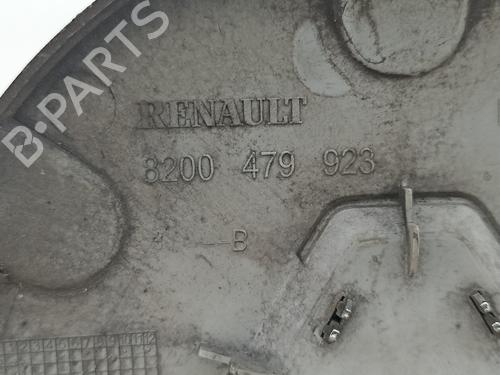 B-PARTS
RENAULT
8200 479 923
—B